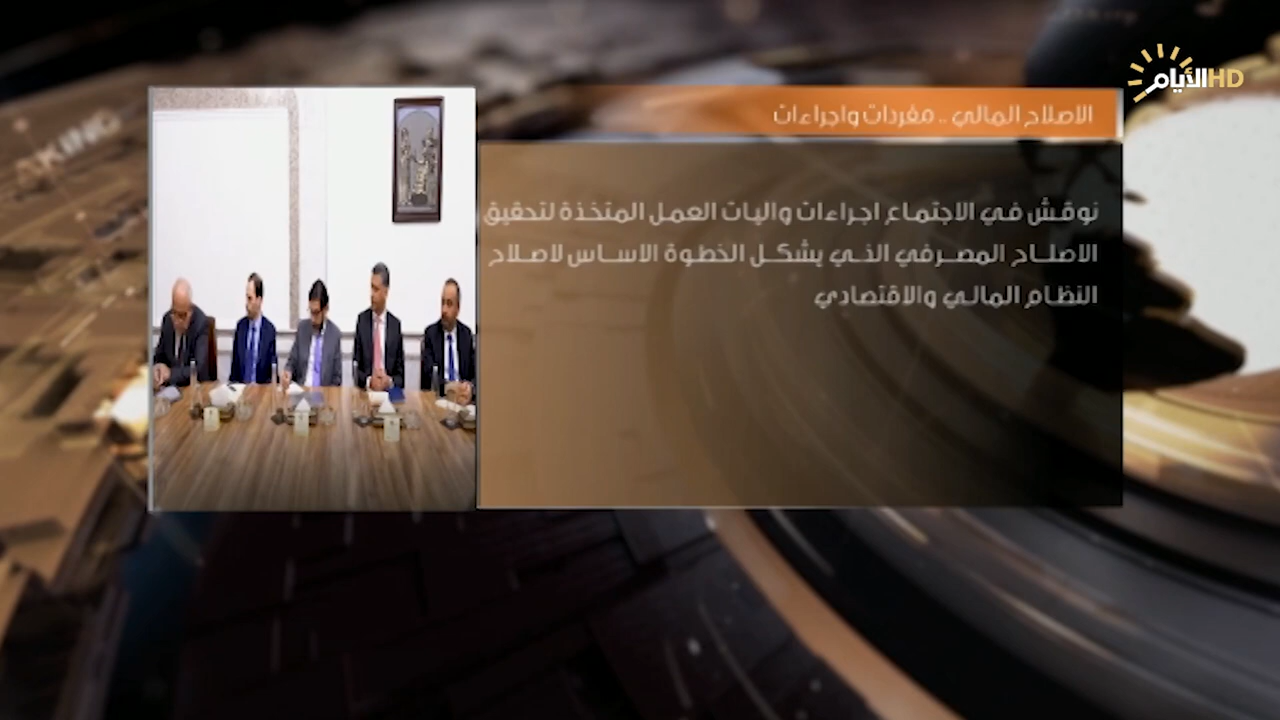 الأيام HD
الاصلاح المالي .. مفردات واجراءات
نوقش في الاجتماع اجراءات واليات العمل المتخذة لتحقيق
الاصلاح المصرفي الذي يشكل الخطوة الاساس لاصلاح
النظام المالي والاقتصادي